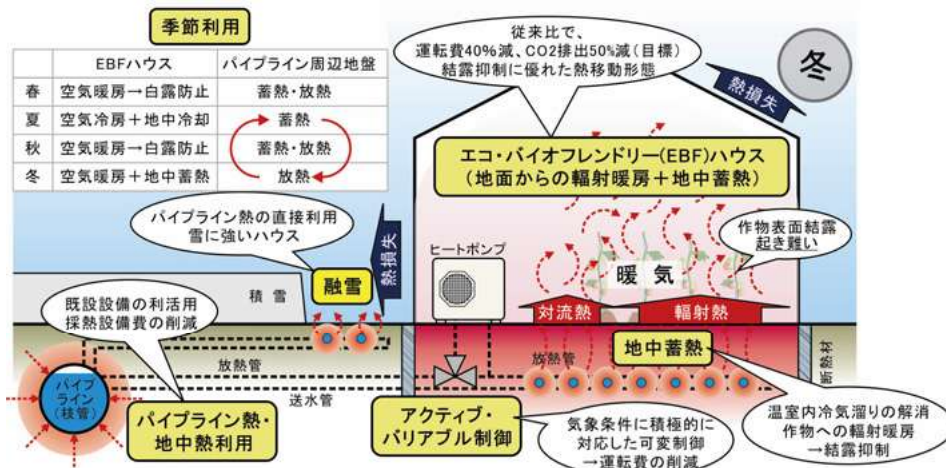 季節利用
EBFハウス パイプライン周辺地盤
春 空気暖房→白露防止 蓄熱・放熱
夏 空気冷房＋地中冷却 蓄熱
秋 空気暖房→白露防止 蓄熱・放熱
冬 空気暖房＋地中蓄熱 放熱
従来比で、
運転費40％減、CO2排出50％減(目標)
結露抑制に優れた熱移動形態
冬
熱損失
エコ・バイオフレンドリー(EBF)ハウス
(地面からの輻射暖房＋地中蓄熱)
パイプライン熱の直接利用
雪に強いハウス
熱損失
ヒートポンプ
作物表面結露
起き難い
暖気
積雪
融雪
対流熱
輻射熱
既設設備の利活用
採熱設備費の削減
放熱管
放熱管
地中蓄熱
断熱材
パイプ
ライン
(枝管)
送水管
パイプライン熱・
地中熱利用
アクティブ・
バリアブル制御
気象条件に積極的に
対応した可変制御
→運転費の削減
温室内冷気溜りの解消
作物への輻射暖房
→結露抑制